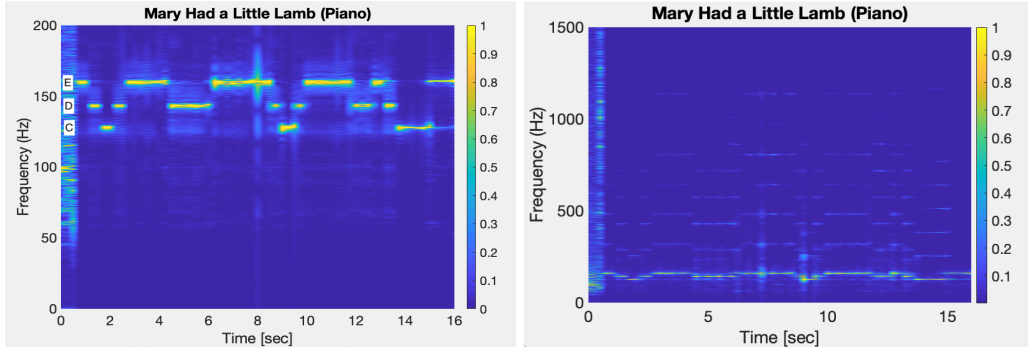 Mary Had a Little Lamb (Piano)
200
150
100
50
0
Frequency (Hz)
E
D
C
0 2 4 6 8 10 12 14 16
Time [sec]
1
0.9
0.8
0.7
0.6
0.5
0.4
0.3
0.2
0.1
0
Mary Had a Little Lamb (Piano)
1500
1000
500
0
Frequency (Hz)
0 5 10 15
Time [sec]
1
0.9
0.8
0.7
0.6
0.5
0.4
0.3
0.2
0.1